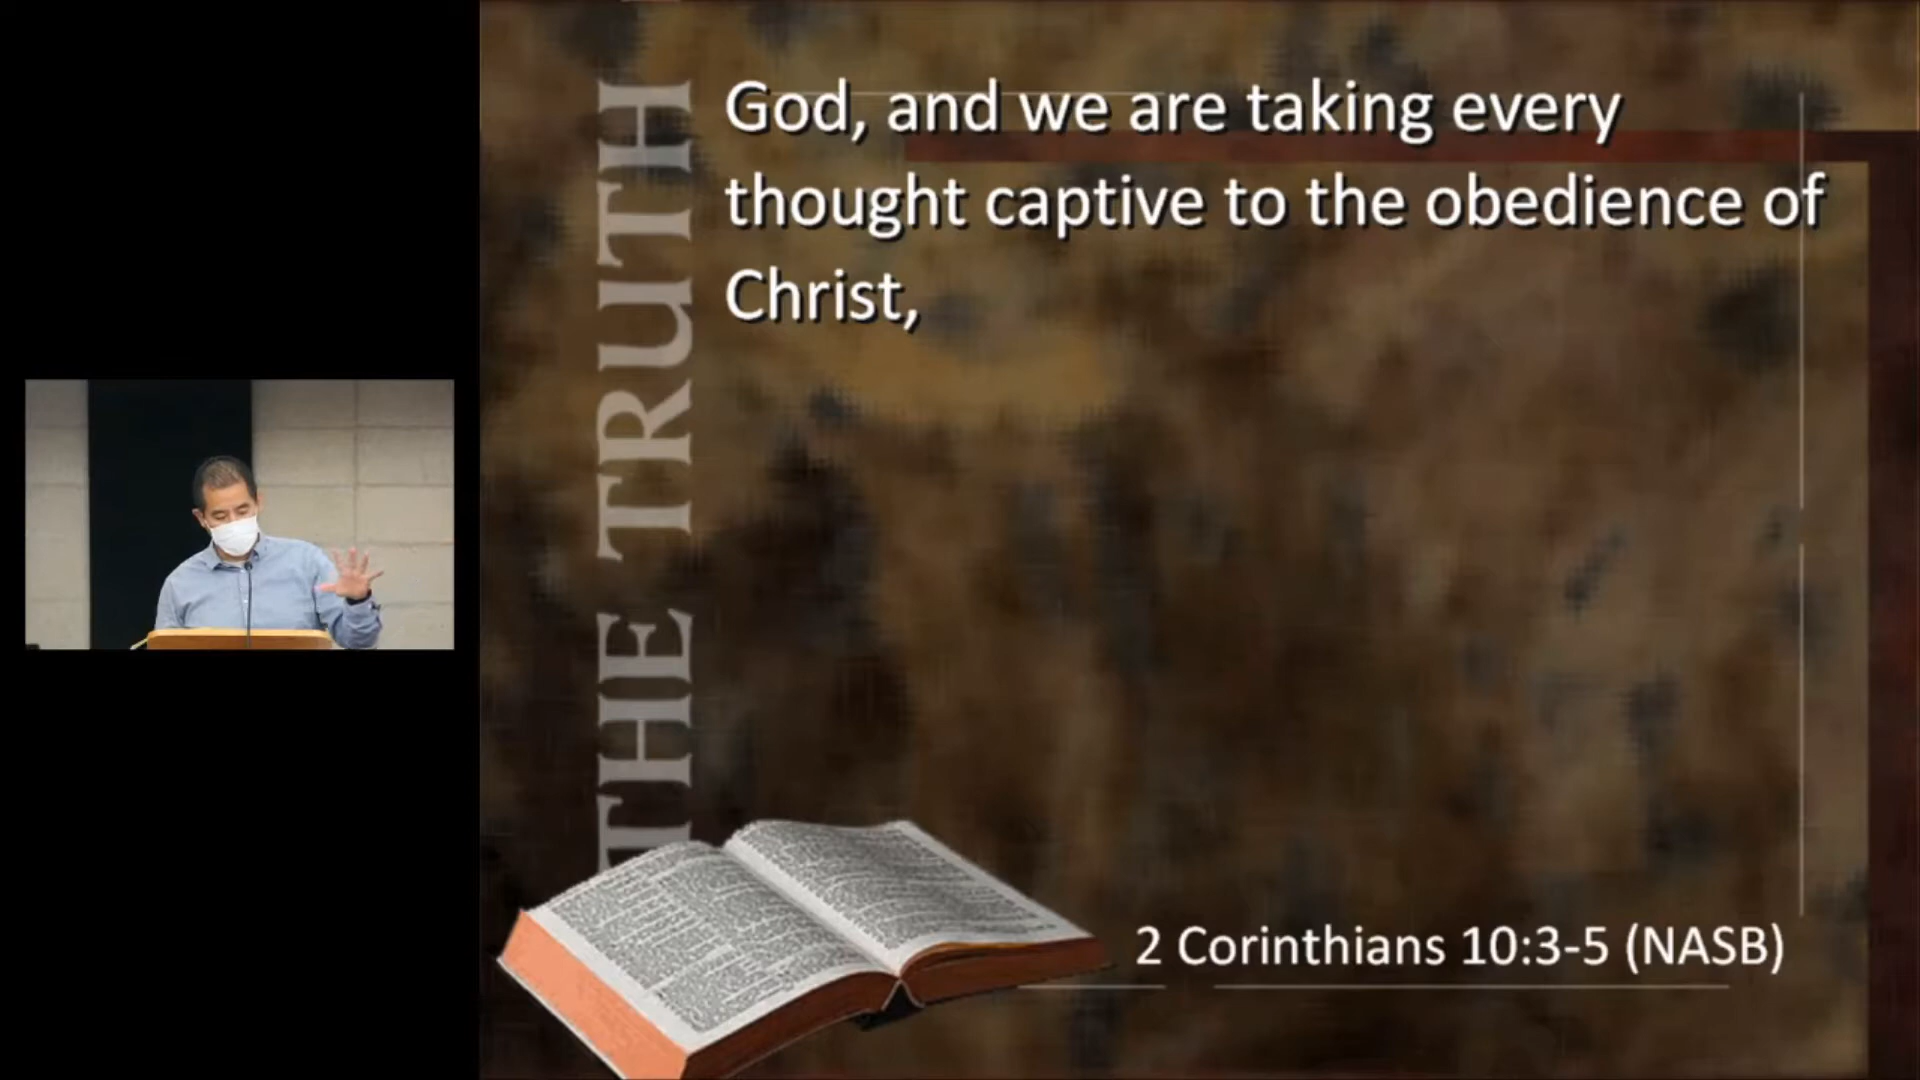 THE TRUTH
God, and we are taking every
thought captive to the obedience of
Christ,
2 Corinthians 10:3-5 (NASB)